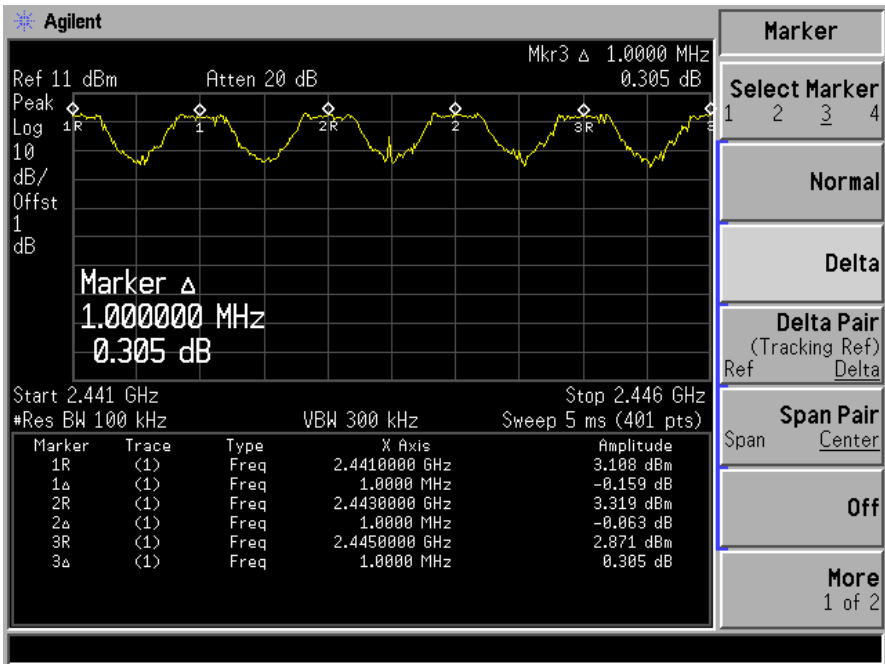 Agilent
Marker
Mkr3 Δ 1.0000 MHz
Ref 11 dBm Atten 20 dB 0.305 dB
Peak
Log
10
dB/
Offst
1
dB
1R 1 2R 2 3R 3
Marker Δ
1.000000 MHz
0.305 dB
Start 2.441 GHz Stop 2.446 GHz
#Res BW 100 kHz VBW 300 kHz Sweep 5 ms (401 pts)
Marker Trace Type X Axis Amplitude
1R (1) Freq 2.4410000 GHz 3.108 dBm
1Δ (1) Freq 1.0000 MHz -0.159 dB
2R (1) Freq 2.4430000 GHz 3.319 dBm
2Δ (1) Freq 1.0000 MHz -0.063 dB
3R (1) Freq 2.4450000 GHz 2.871 dBm
3Δ (1) Freq 1.0000 MHz 0.305 dB
Select Marker
1 2 3 4
Normal
Delta
Delta Pair
(Tracking Ref)
Ref Delta
Span Pair
Span Center
Off
More
1 of 2